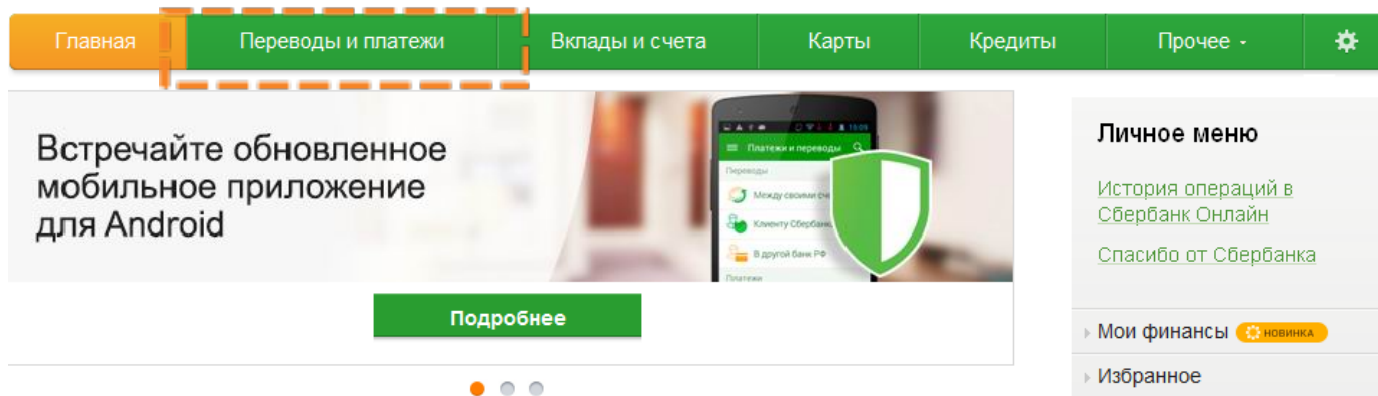 Главная
Переводы и платежи
Вклады и счета
Карты
Кредиты
Прочее
Встречайте обновленное
мобильное приложение
для Android
15:09
Платежи и переводы
Переводы
Между своими
Клиенту Сбербанк
В другой банк РФ
Платежи
Подробнее
Личное меню
История операций в
Сбербанк Онлайн
Спасибо от Сбербанка
Мои финансы НОВИНКА
Избранное